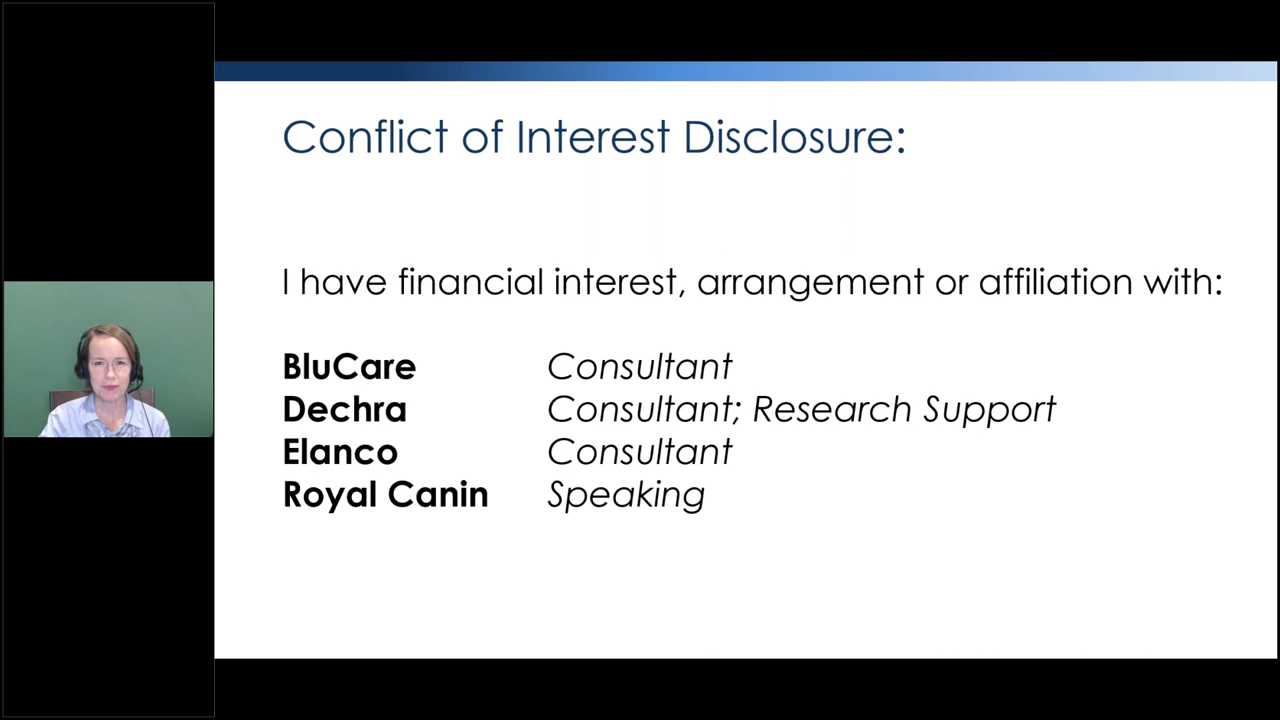 Conflict of Interest Disclosure:
I have financial interest, arrangement or affiliation with:
BluCare Consultant
Dechra Consultant; Research Support
Elanco Consultant
Royal Canin Speaking